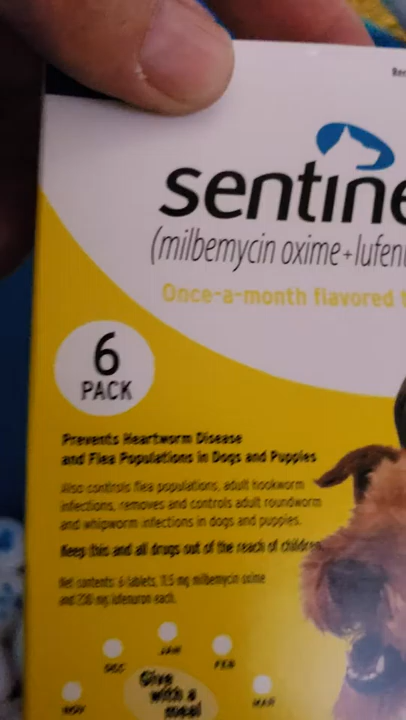 sentine
(milbemycin oxime+lufen
Once-a-month flavored t
6
PACK
Prevents Heartworm Disease
and Flea Populations in Dogs and Puppies
Also controls flea populations, adult hookworm
infections, removes and controls adult roundworm
and whipworm infections in dogs and puppies.
Keep this and all drugs out of the reach of children.
Net contents: 6 tablets, 11.5 mg milbemycin oxime
and 230 mg lufenuron each.
JAN
DEC
FEB
NOV
MAR
Give
with a
meal